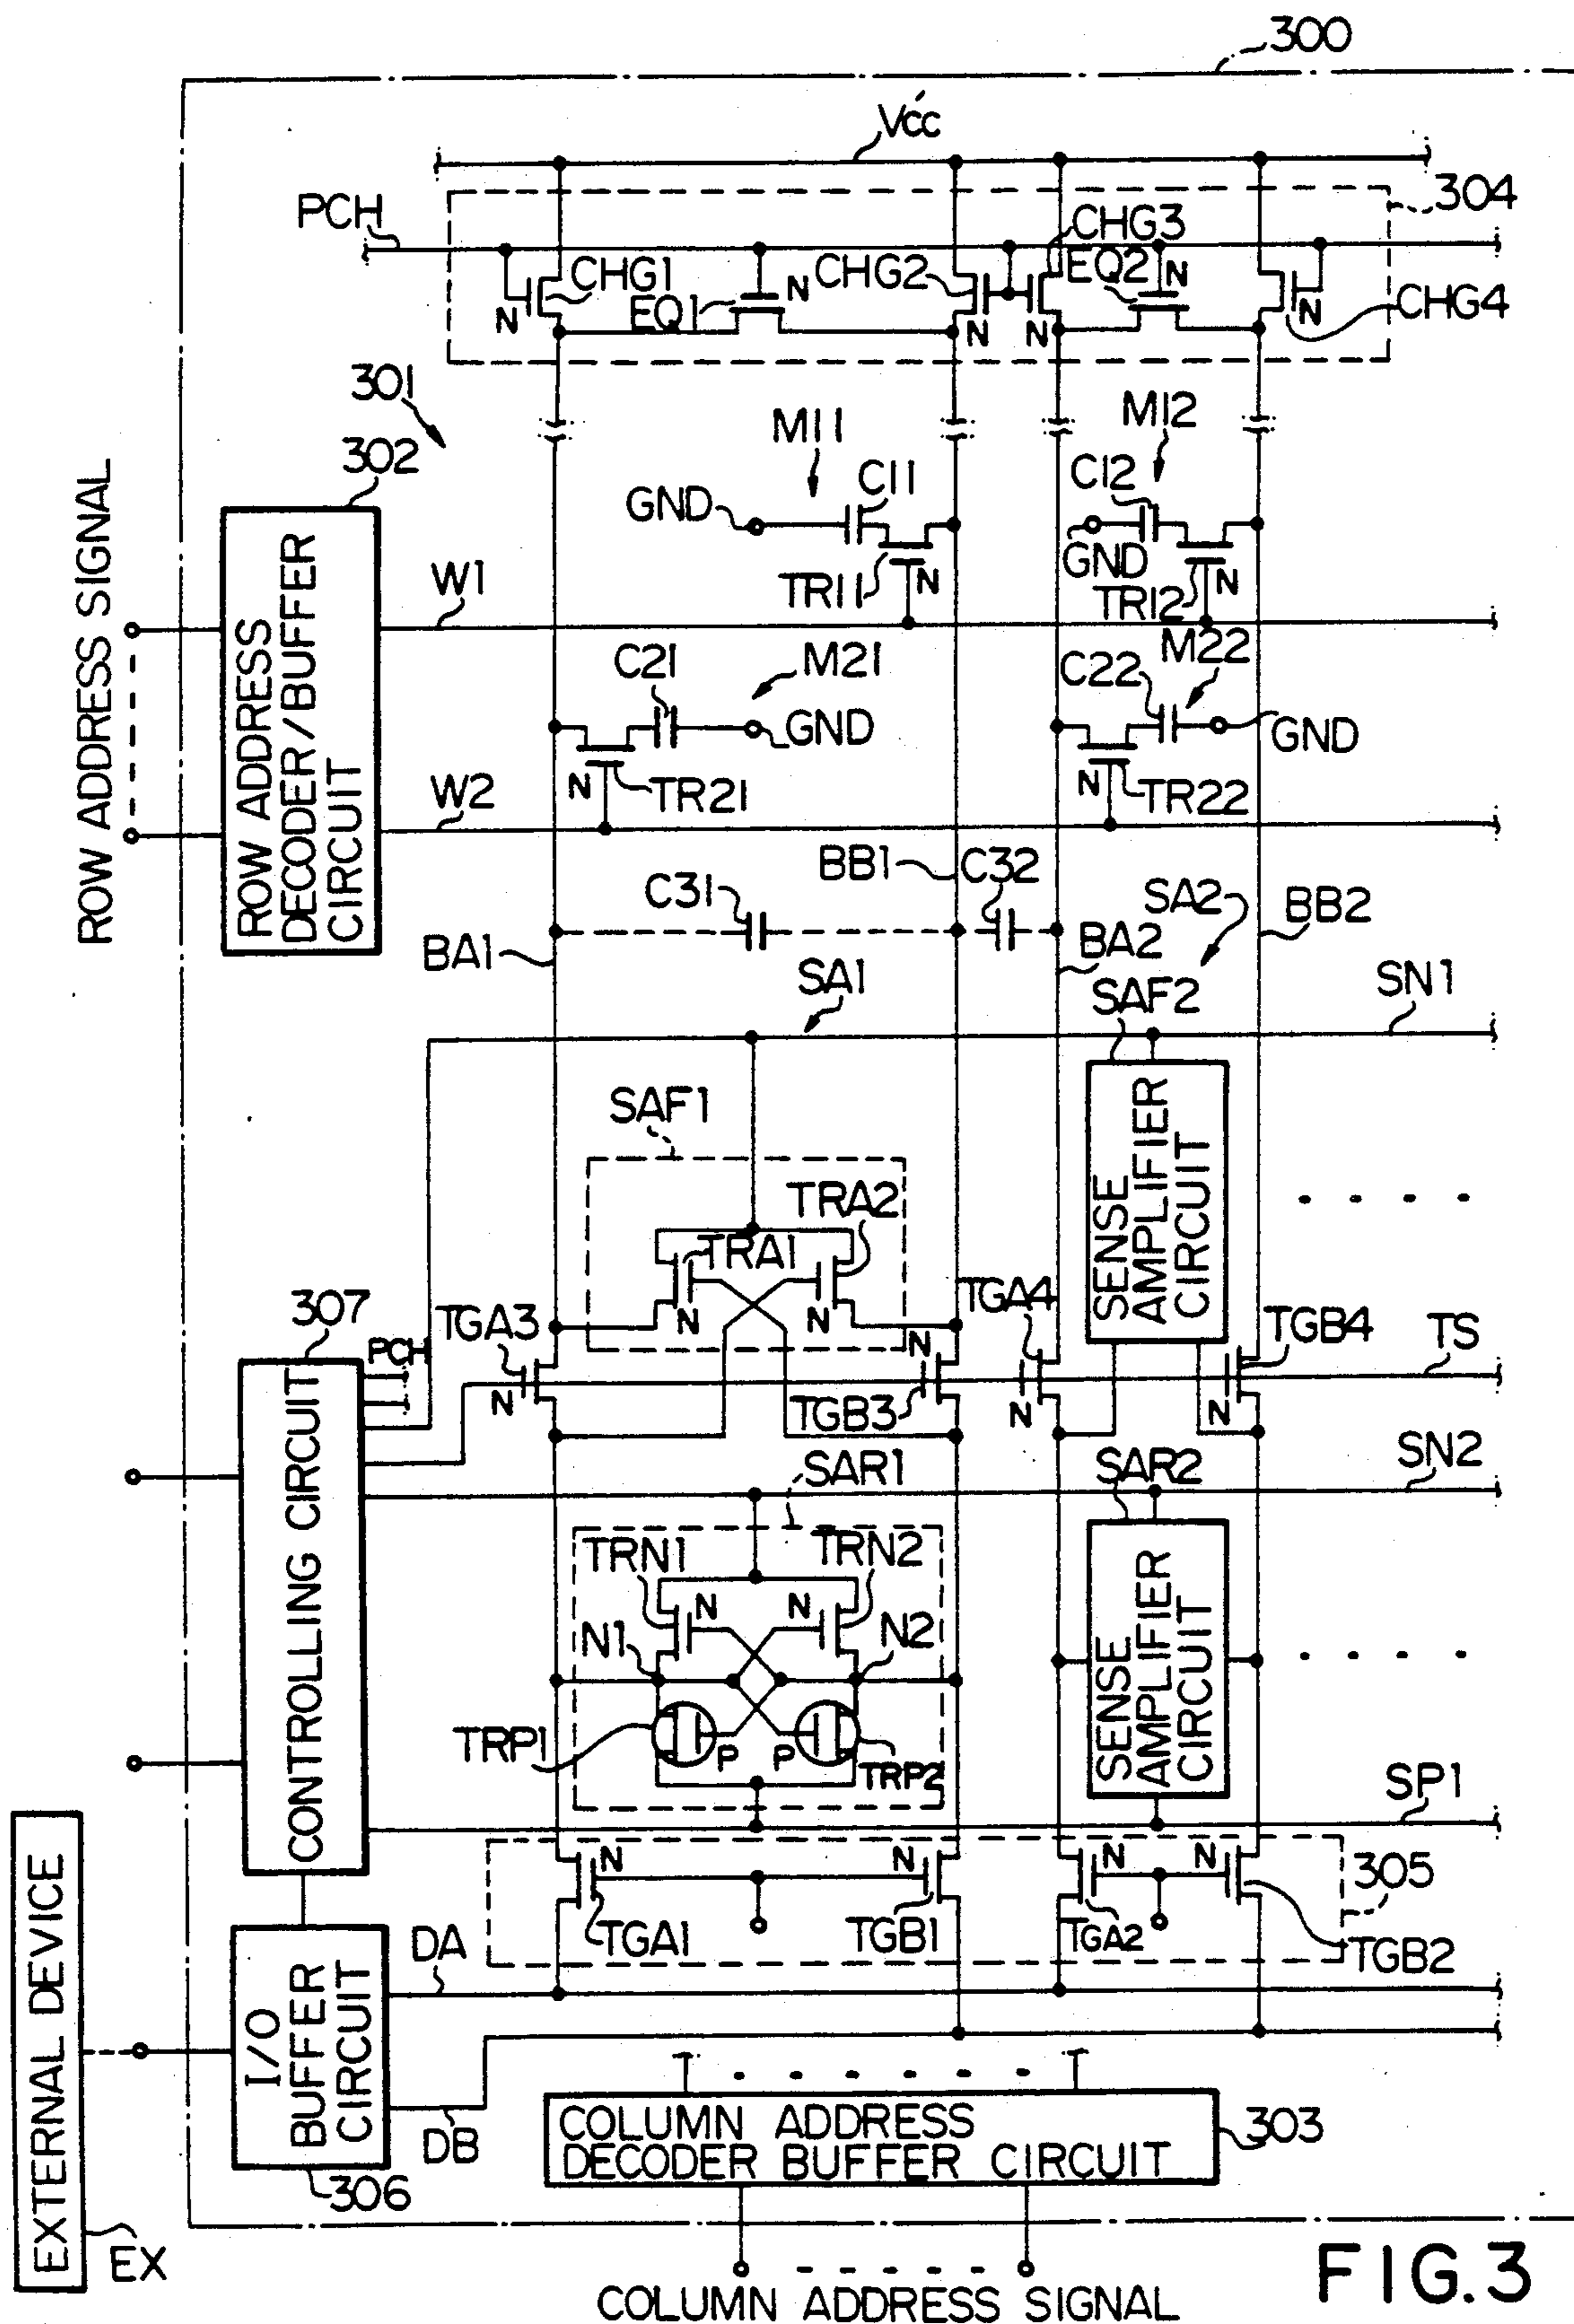 300
V'cc
PCH
304
CHG1
EQ1
N
N
CHG2
N
CHG3
N
EQ2
N
N
CHG4
301
302
ROW ADDRESS SIGNAL
ROW ADDRESS
DECODER/BUFFER
CIRCUIT
M11
C11
GND
TR11
N
M12
C12
GND
TR12
N
W1
C21
M21
GND
N
TR21
C22
M22
GND
N
TR22
W2
BB1
C32
C31
BA1
BA2
SA2
BB2
SA1
SN1
SAF1
SAF2
TRA1
N
TRA2
N
SENSE
AMPLIFIER
CIRCUIT
307
PCH
TGA3
N
N
TGB3
TGA4
N
TGB4
N
TS
CONTROLLING CIRCUIT
SAR1
SAR2
SN2
TRN1
N
N
TRN2
N1
N2
TRP1
P
P
TRP2
SENSE
AMPLIFIER
CIRCUIT
SP1
N
TGA1
N
TGB1
N
TGA2
N
TGB2
305
EXTERNAL DEVICE
EX
I/O
BUFFER
CIRCUIT
306
DA
DB
COLUMN ADDRESS
DECODER BUFFER CIRCUIT
303
COLUMN ADDRESS SIGNAL
FIG.3